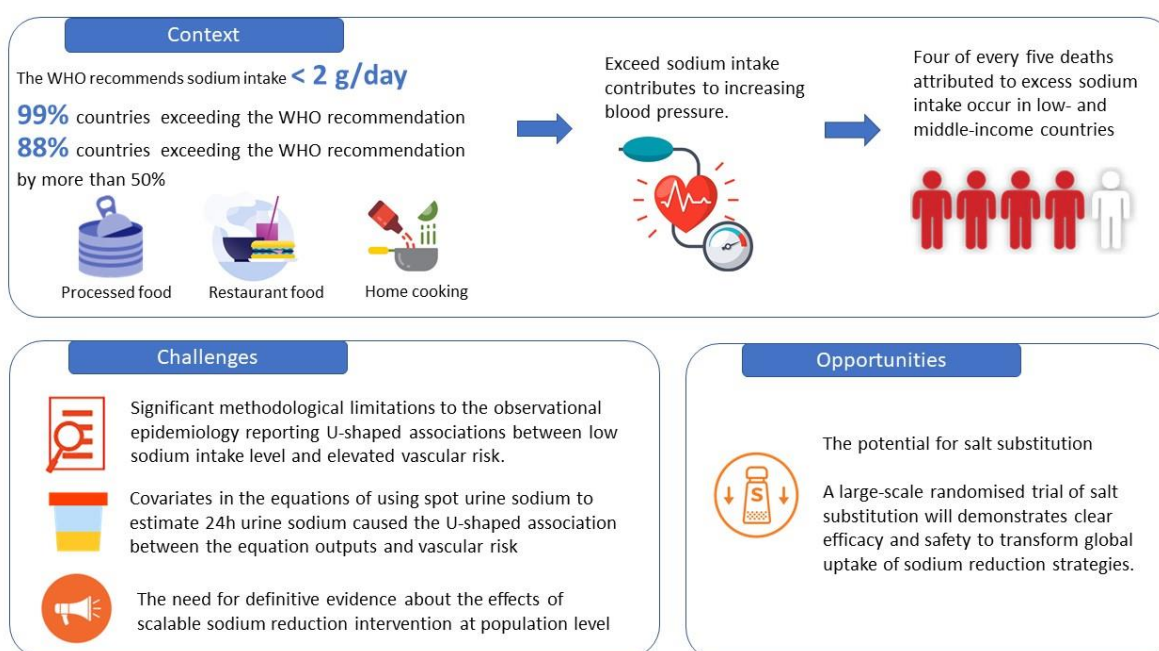 Context
The WHO recommends sodium intake < 2 g/day
99% countries exceeding the WHO recommendation
88% countries exceeding the WHO recommendation
by more than 50%
Processed food
Restaurant food
Home cooking
Exceed sodium intake
contributes to increasing
blood pressure.
Four of every five deaths
attributed to excess sodium
intake occur in low- and
middle-income countries
Challenges
Significant methodological limitations to the observational
epidemiology reporting U-shaped associations between low
sodium intake level and elevated vascular risk.
Covariates in the equations of using spot urine sodium to
estimate 24h urine sodium caused the U-shaped association
between the equation outputs and vascular risk
The need for definitive evidence about the effects of
scalable sodium reduction intervention at population level
Opportunities
S
The potential for salt substitution
A large-scale randomised trial of salt
substitution will demonstrates clear
efficacy and safety to transform global
uptake of sodium reduction strategies.